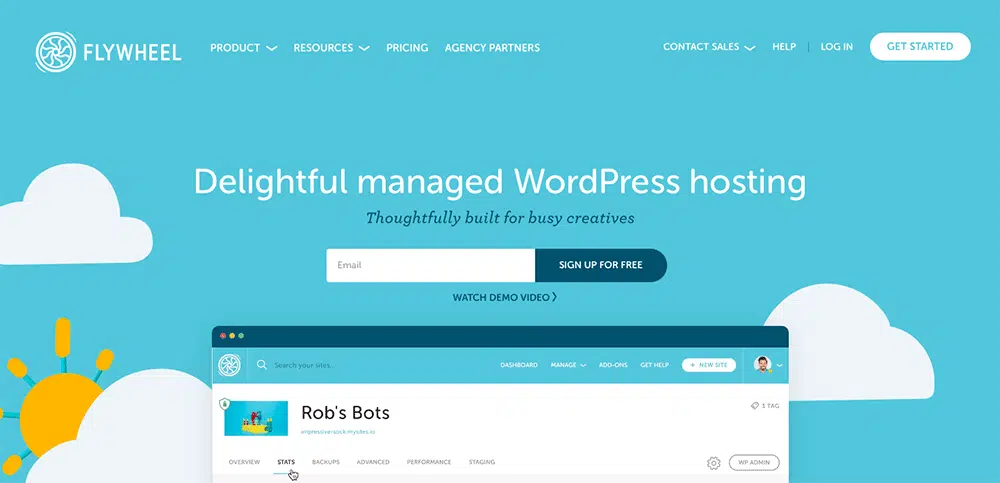 FLYWHEEL PRODUCT RESOURCES PRICING AGENCY PARTNERS CONTACT SALES HELP LOG IN GET STARTED
Delightful managed WordPress hosting
Thoughtfully built for busy creatives
Email SIGN UP FOR FREE
WATCH DEMO VIDEO
Search your sites... DASHBOARD MANAGE ADD-ONS GET HELP + NEW SITE
Rob's Bots 1 TAG
impressive-sock.mysites.io
OVERVIEW STATS BACKUPS ADVANCED PERFORMANCE STAGING WP ADMIN